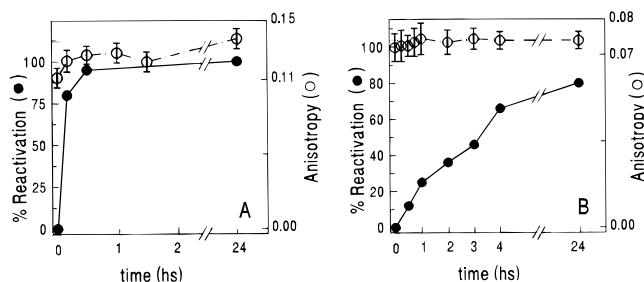 0.15
100
75
50
25
0
0.11
0.00
% Reactivation (●)
Anisotropy (○)
A
0 1 2 24
time (hs)
0.08
100
80
60
40
20
0
0.07
0.00
% Reactivation (●)
Anisotropy (○)
B
0 1 2 3 4 24
time (hs)